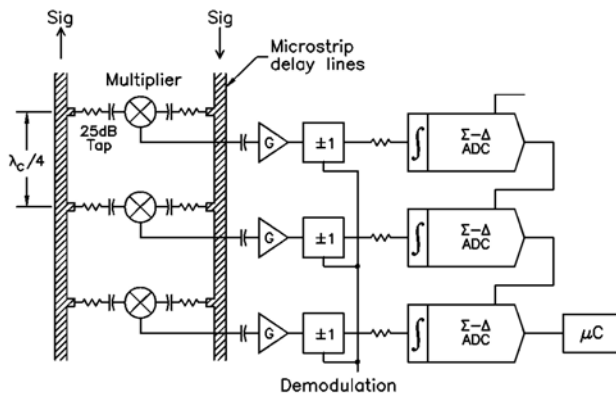 Sig
Sig
Microstrip
delay lines
Multiplier
25dB
Tap
λc/4
G
±1
∫
Σ-Δ
ADC
G
±1
∫
Σ-Δ
ADC
G
±1
∫
Σ-Δ
ADC
μC
Demodulation